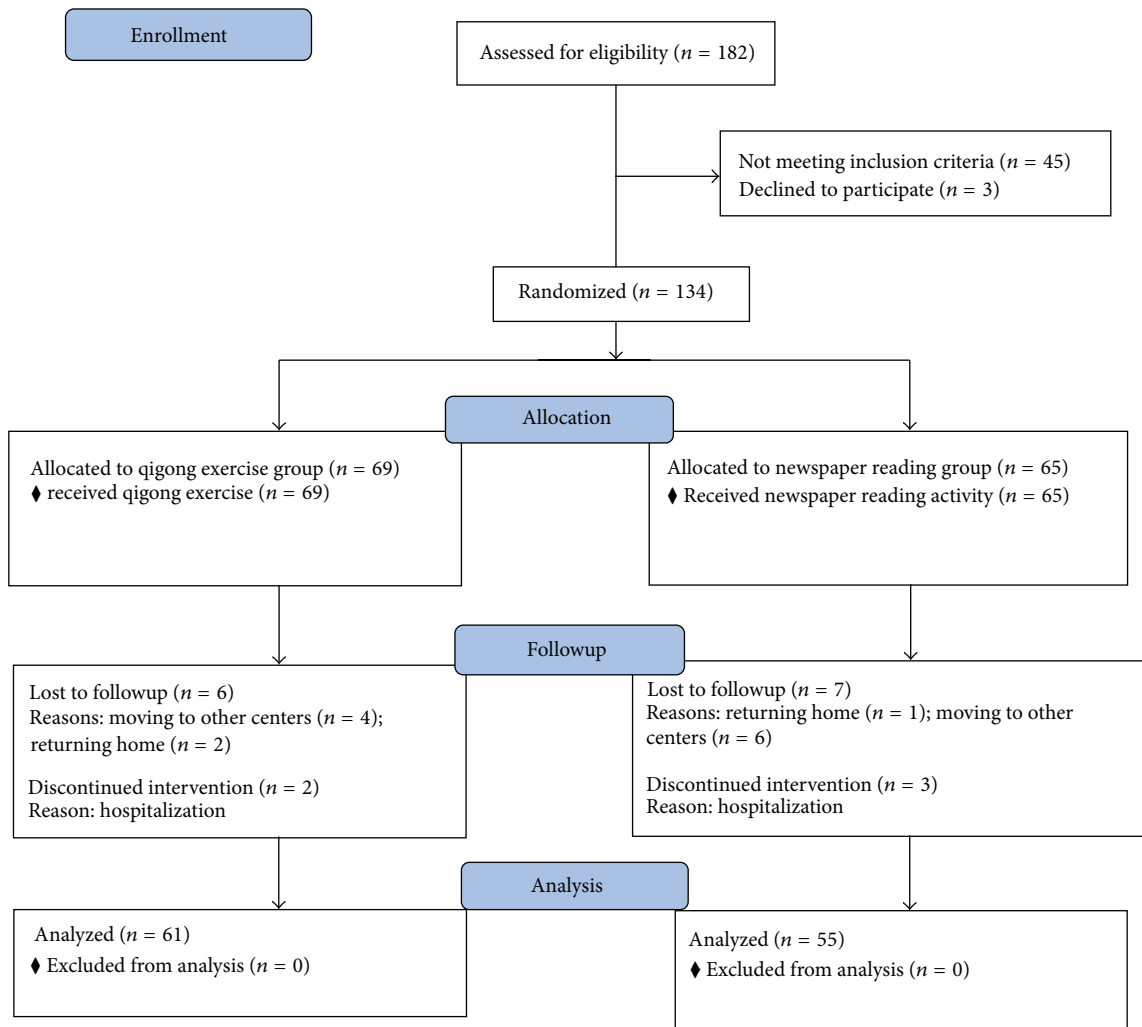 Enrollment
Assessed for eligibility (n = 182)
Not meeting inclusion criteria (n = 45)
Declined to participate (n = 3)
Randomized (n = 134)
Allocation
Allocated to qigong exercise group (n = 69)
♦ received qigong exercise (n = 69)
Allocated to newspaper reading group (n = 65)
♦ Received newspaper reading activity (n = 65)
Followup
Lost to followup (n = 6)
Reasons: moving to other centers (n = 4);
returning home (n = 2)
Discontinued intervention (n = 2)
Reason: hospitalization
Lost to followup (n = 7)
Reasons: returning home (n = 1); moving to other
centers (n = 6)
Discontinued intervention (n = 3)
Reason: hospitalization
Analysis
Analyzed (n = 61)
♦ Excluded from analysis (n = 0)
Analyzed (n = 55)
♦ Excluded from analysis (n = 0)